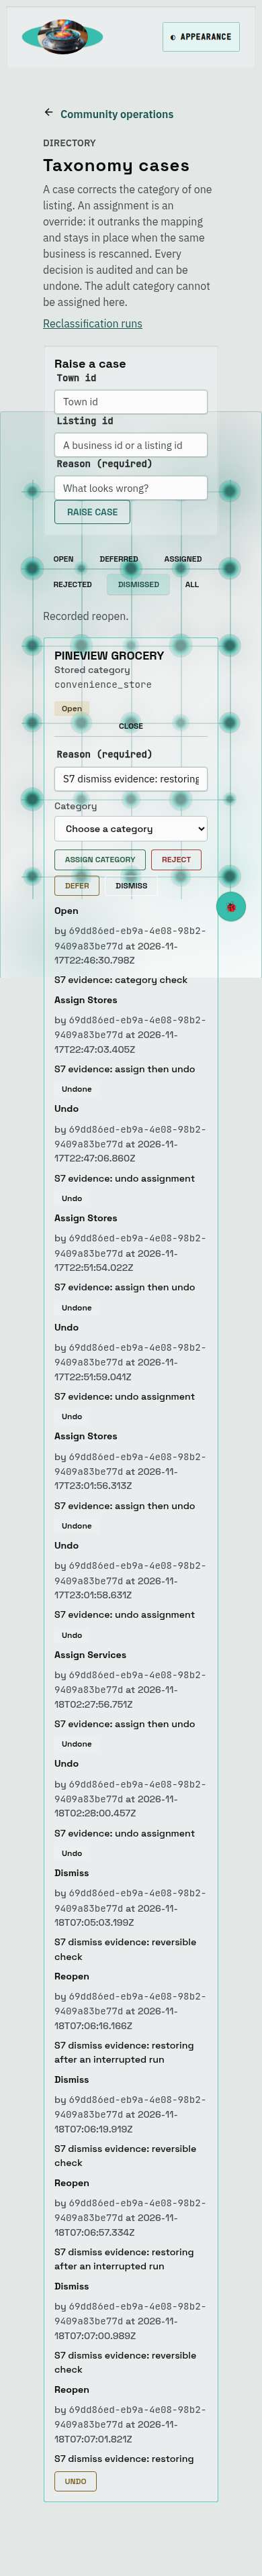 ◐ APPEARANCE
← Community operations
DIRECTORY
Taxonomy cases
A case corrects the category of one
listing. An assignment is an
override: it outranks the mapping
and stays in place when the same
business is rescanned. Every
decision is audited and can be
undone. The adult category cannot
be assigned here.
Reclassification runs
Raise a case
Town id
Town id
Listing id
A business id or a listing id
Reason (required)
What looks wrong?
RAISE CASE
OPEN DEFERRED ASSIGNED
REJECTED DISMISSED ALL
Recorded reopen.
PINEVIEW GROCERY
Stored category
convenience_store
Open
CLOSE
Reason (required)
S7 dismiss evidence: restoring
Category
Choose a category
ASSIGN CATEGORY REJECT
DEFER DISMISS
Open
by 69dd86ed-eb9a-4e08-98b2-
9409a83be77d at 2026-11-
17T22:46:30.798Z
S7 evidence: category check
Assign Stores
by 69dd86ed-eb9a-4e08-98b2-
9409a83be77d at 2026-11-
17T22:47:03.405Z
S7 evidence: assign then undo
Undone
Undo
by 69dd86ed-eb9a-4e08-98b2-
9409a83be77d at 2026-11-
17T22:47:06.860Z
S7 evidence: undo assignment
Undo
Assign Stores
by 69dd86ed-eb9a-4e08-98b2-
9409a83be77d at 2026-11-
17T22:51:54.022Z
S7 evidence: assign then undo
Undone
Undo
by 69dd86ed-eb9a-4e08-98b2-
9409a83be77d at 2026-11-
17T22:51:59.041Z
S7 evidence: undo assignment
Undo
Assign Stores
by 69dd86ed-eb9a-4e08-98b2-
9409a83be77d at 2026-11-
17T23:01:56.313Z
S7 evidence: assign then undo
Undone
Undo
by 69dd86ed-eb9a-4e08-98b2-
9409a83be77d at 2026-11-
17T23:01:58.631Z
S7 evidence: undo assignment
Undo
Assign Services
by 69dd86ed-eb9a-4e08-98b2-
9409a83be77d at 2026-11-
18T02:27:56.751Z
S7 evidence: assign then undo
Undone
Undo
by 69dd86ed-eb9a-4e08-98b2-
9409a83be77d at 2026-11-
18T02:28:00.457Z
S7 evidence: undo assignment
Undo
Dismiss
by 69dd86ed-eb9a-4e08-98b2-
9409a83be77d at 2026-11-
18T07:05:03.199Z
S7 dismiss evidence: reversible
check
Reopen
by 69dd86ed-eb9a-4e08-98b2-
9409a83be77d at 2026-11-
18T07:06:16.166Z
S7 dismiss evidence: restoring
after an interrupted run
Dismiss
by 69dd86ed-eb9a-4e08-98b2-
9409a83be77d at 2026-11-
18T07:06:19.919Z
S7 dismiss evidence: reversible
check
Reopen
by 69dd86ed-eb9a-4e08-98b2-
9409a83be77d at 2026-11-
18T07:06:57.334Z
S7 dismiss evidence: restoring
after an interrupted run
Dismiss
by 69dd86ed-eb9a-4e08-98b2-
9409a83be77d at 2026-11-
18T07:07:00.989Z
S7 dismiss evidence: reversible
check
Reopen
by 69dd86ed-eb9a-4e08-98b2-
9409a83be77d at 2026-11-
18T07:07:01.821Z
S7 dismiss evidence: restoring
UNDO